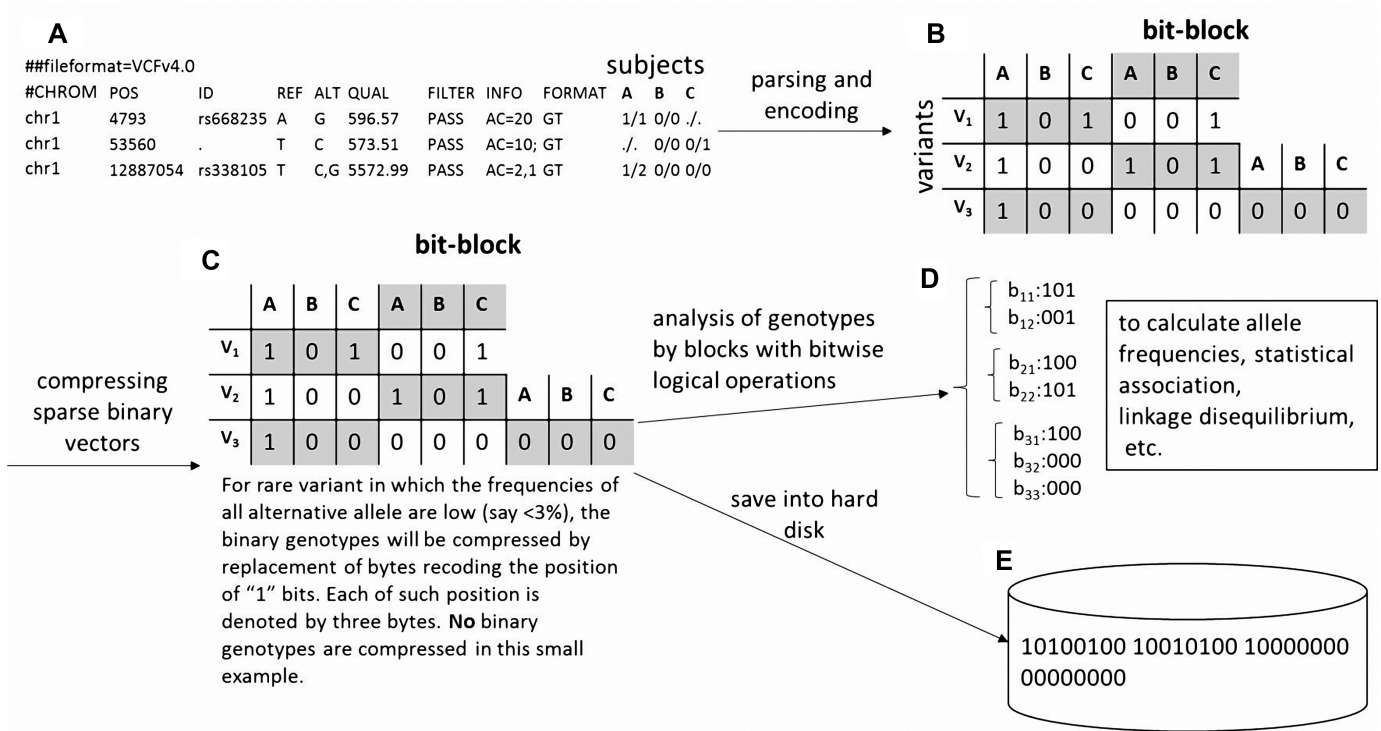 A
##fileformat=VCFv4.0
subjects
#CHROM POS ID REF ALT QUAL FILTER INFO FORMAT A B C
chr1 4793 rs668235 A G 596.57 PASS AC=20 GT 1/1 0/0 ./.
chr1 53560 . T C 573.51 PASS AC=10; GT ./. 0/0 0/1
chr1 12887054 rs338105 T C,G 5572.99 PASS AC=2,1 GT 1/2 0/0 0/0
parsing and
encoding
B
bit-block
variants
A B C A B C
V1 1 0 1 0 0 1
V2 1 0 0 1 0 1 A B C
V3 1 0 0 0 0 0 0 0 0
compressing
sparse binary
vectors
C
bit-block
A B C A B C
V1 1 0 1 0 0 1
V2 1 0 0 1 0 1 A B C
V3 1 0 0 0 0 0 0 0 0
For rare variant in which the frequencies of
all alternative allele are low (say <3%), the
binary genotypes will be compressed by
replacement of bytes recoding the position
of “1” bits. Each of such position is
denoted by three bytes. No binary
genotypes are compressed in this small
example.
analysis of genotypes
by blocks with bitwise
logical operations
save into hard
disk
D
b11:101
b12:001
b21:100
b22:101
b31:100
b32:000
b33:000
to calculate allele
frequencies, statistical
association,
linkage disequilibrium,
etc.
E
10100100 10010100 10000000
00000000